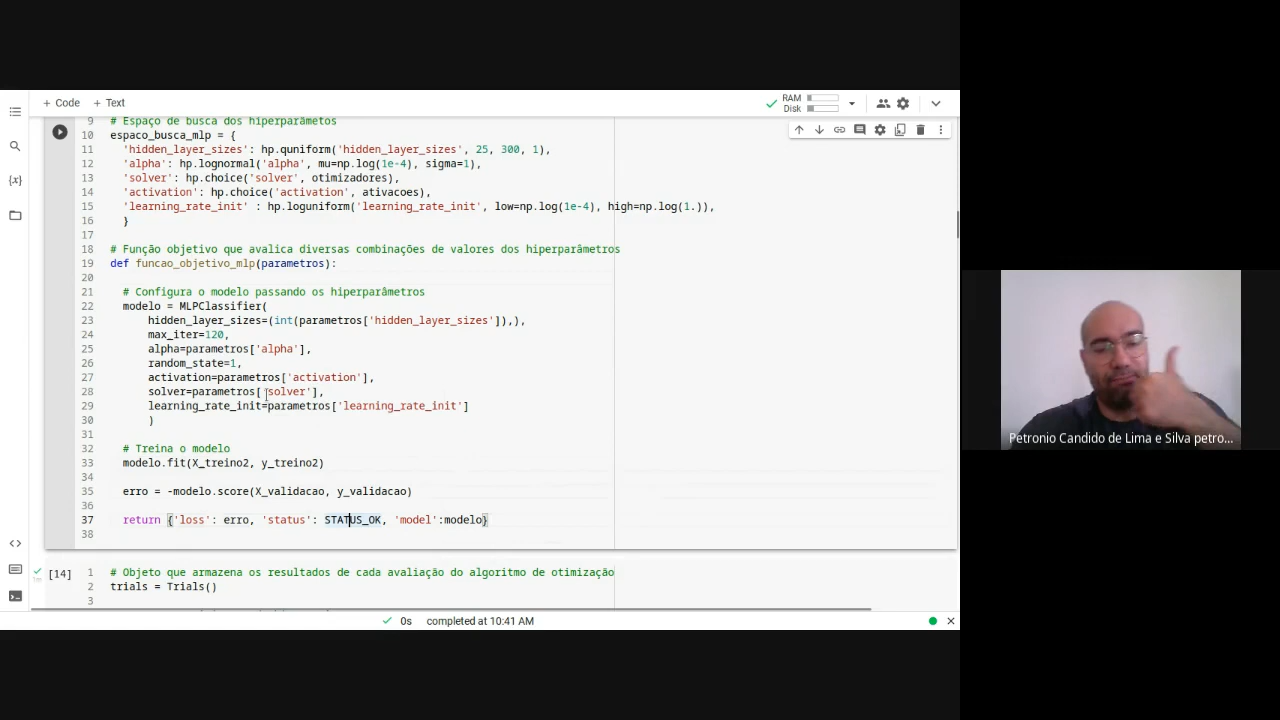 + Code + Text
RAM
Disk
9 # Espaço de busca dos hiperparâmetos
10 espaco_busca_mlp = {
11 'hidden_layer_sizes': hp.quniform('hidden_layer_sizes', 25, 300, 1),
12 'alpha': hp.lognormal('alpha', mu=np.log(1e-4), sigma=1),
13 'solver': hp.choice('solver', otimizadores),
14 'activation': hp.choice('activation', ativacoes),
15 'learning_rate_init' : hp.loguniform('learning_rate_init', low=np.log(1e-4), high=np.log(1.)),
16 }
17
18 # Função objetivo que avalica diversas combinações de valores dos hiperparâmetros
19 def funcao_objetivo_mlp(parametros):
20
21 # Configura o modelo passando os hiperparâmetros
22 modelo = MLPClassifier(
23 hidden_layer_sizes=(int(parametros['hidden_layer_sizes']),),
24 max_iter=120,
25 alpha=parametros['alpha'],
26 random_state=1,
27 activation=parametros['activation'],
28 solver=parametros['solver'],
29 learning_rate_init=parametros['learning_rate_init']
30 )
31
32 # Treina o modelo
33 modelo.fit(X_treino2, y_treino2)
34
35 erro = -modelo.score(X_validacao, y_validacao)
36
37 return {'loss': erro, 'status': STATUS_OK, 'model':modelo}
38
[14] 1 # Objeto que armazena os resultados de cada avaliação do algoritmo de otimização
2 trials = Trials()
3
0s completed at 10:41 AM
Petronio Candido de Lima e Silva petro...